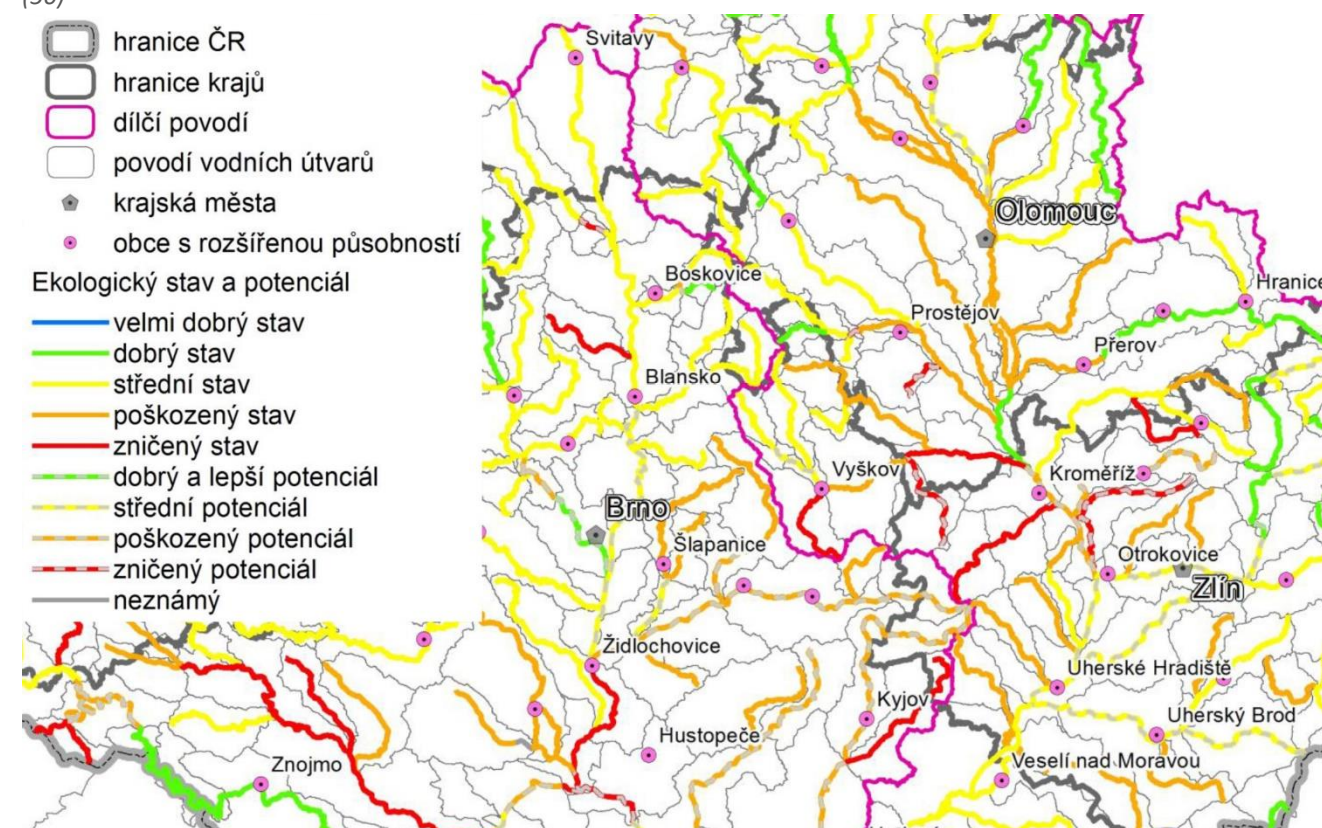 hranice ČR
hranice krajů
dílčí povodí
povodí vodních útvarů
krajská města
obce s rozšířenou působností
Ekologický stav a potenciál
velmi dobrý stav
dobrý stav
střední stav
poškozený stav
zničený stav
dobrý a lepší potenciál
střední potenciál
poškozený potenciál
zničený potenciál
neznámý
Svitavy
Olomouc
Boskovice
Hranice
Prostějov
Přerov
Blansko
Vyškov
Kroměříž
Brno
Šlapanice
Otrokovice
Zlín
Židlochovice
Uherské Hradiště
Kyjov
Uherský Brod
Hustopeče
Znojmo
Veselí nad Moravou